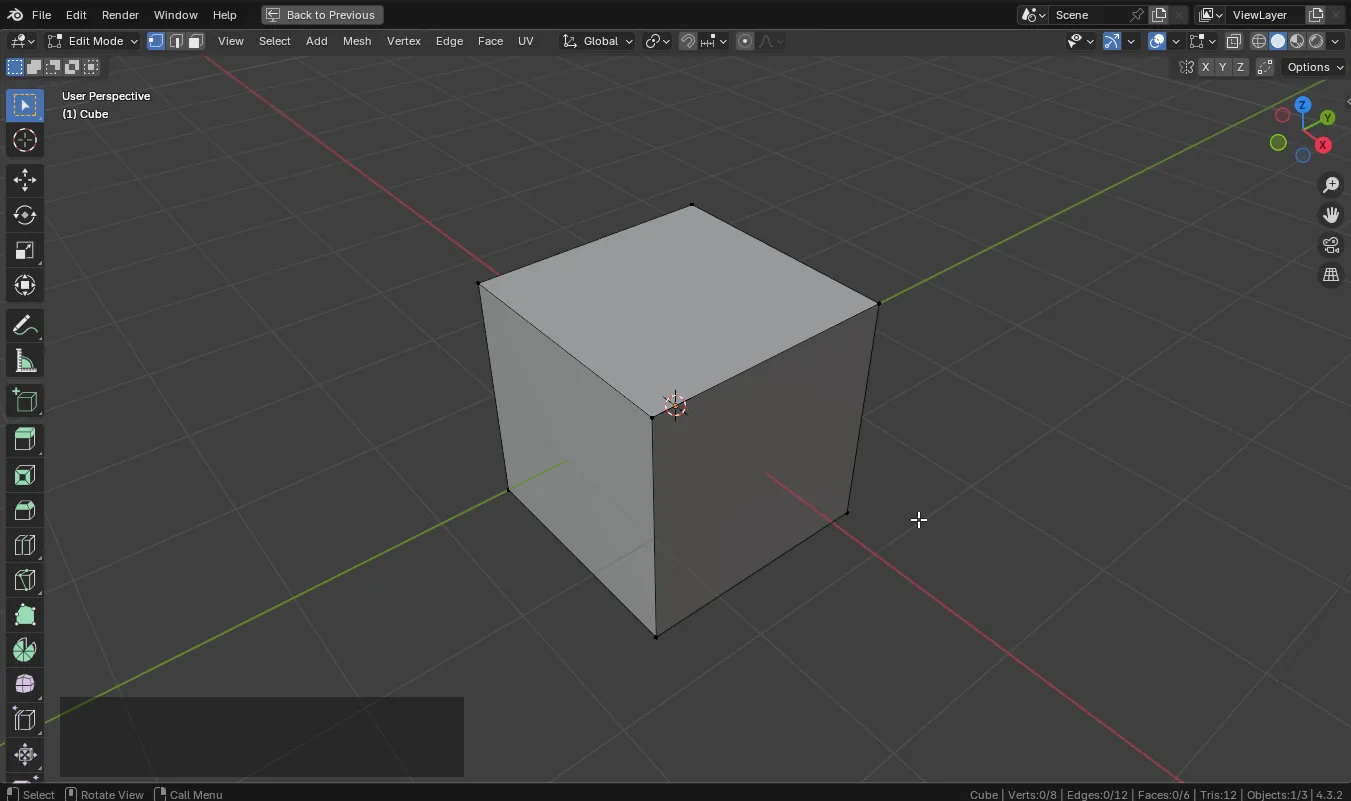 File Edit Render Window Help Back to Previous Scene ViewLayer
Edit Mode View Select Add Mesh Vertex Edge Face UV Global
X Y Z Options
User Perspective
(1) Cube
Z
Y
X
Select Rotate View Call Menu Cube | Verts:0/8 | Edges:0/12 | Faces:0/6 | Tris:12 | Objects:1/3 | 4.3.2